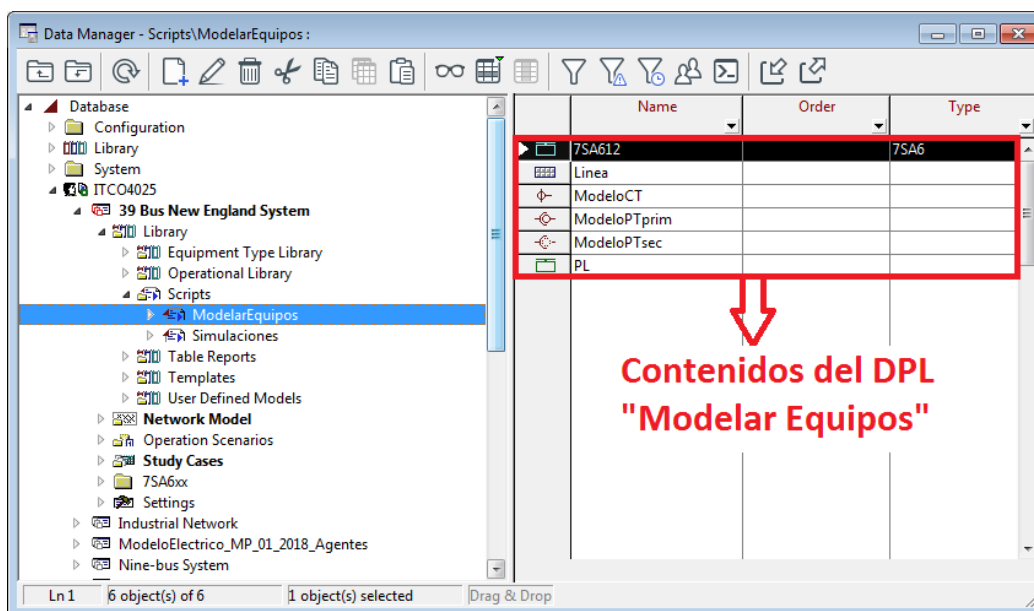 Data Manager - Scripts\ModelarEquipos :
Database
Configuration
Library
System
ITCO4025
39 Bus New England System
Library
Equipment Type Library
Operational Library
Scripts
ModelarEquipos
Simulaciones
Table Reports
Templates
User Defined Models
Network Model
Operation Scenarios
Study Cases
7SA6xx
Settings
Industrial Network
ModeloElectrico_MP_01_2018_Agentes
Nine-bus System
Name Order Type
7SA612 7SA6
Linea
ModeloCT
ModeloPTprim
ModeloPTsec
PL
Contenidos del DPL
"Modelar Equipos"
Ln 1 6 object(s) of 6 1 object(s) selected Drag & Drop